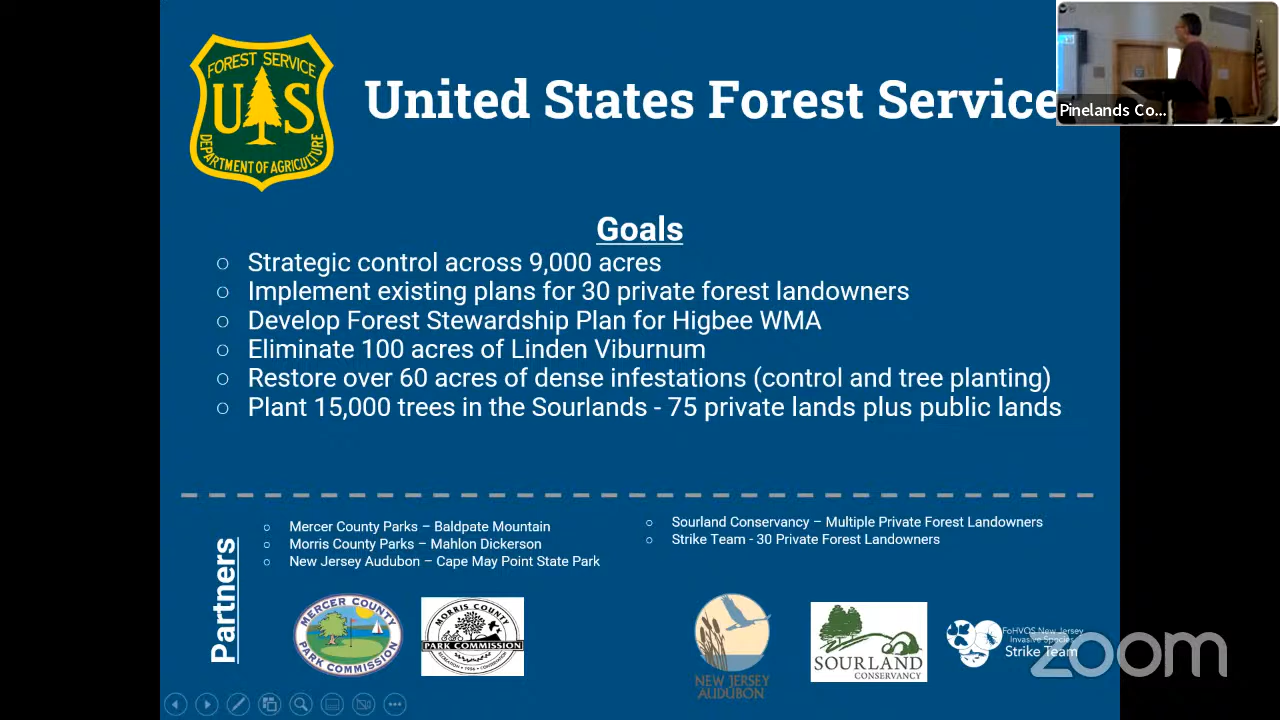 FOREST SERVICE
U S
DEPARTMENT OF AGRICULTURE
United States Forest Service
Pinelands Co...
Goals
Strategic control across 9,000 acres
Implement existing plans for 30 private forest landowners
Develop Forest Stewardship Plan for Higbee WMA
Eliminate 100 acres of Linden Viburnum
Restore over 60 acres of dense infestations (control and tree planting)
Plant 15,000 trees in the Sourlands - 75 private lands plus public lands
Partners
Mercer County Parks – Baldpate Mountain
Morris County Parks – Mahlon Dickerson
New Jersey Audubon – Cape May Point State Park
Sourland Conservancy – Multiple Private Forest Landowners
Strike Team - 30 Private Forest Landowners
MERCER COUNTY
PARK COMMISSION
MORRIS COUNTY
PARK COMMISSION
NEW JERSEY
AUDUBON
SOURLAND
CONSERVANCY
FoHVOS New Jersey
Invasive Species
Strike Team
zoom